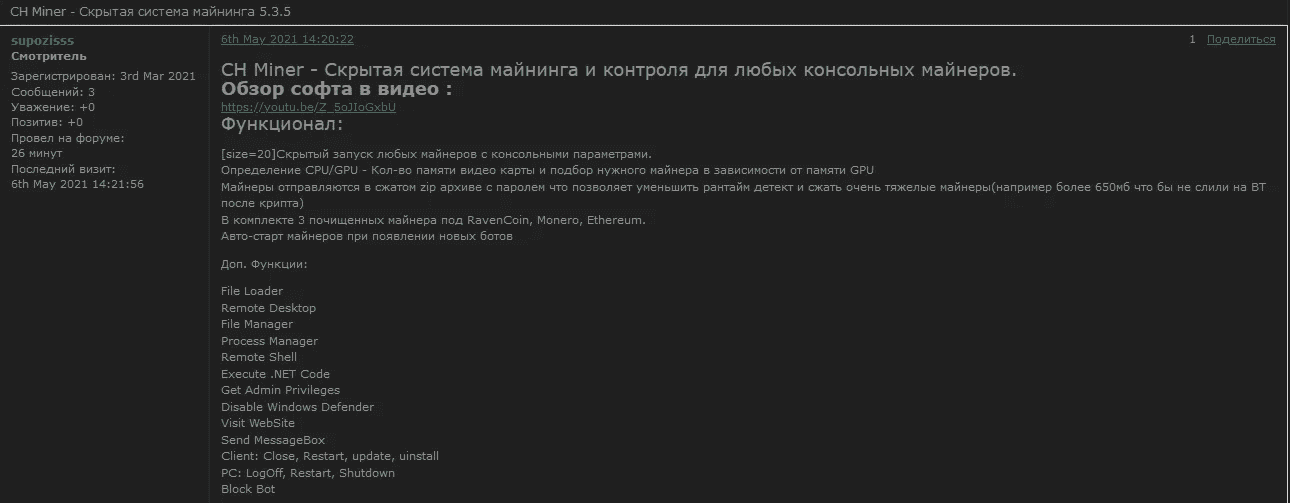 CH Miner - Скрытая система майнинга 5.3.5
supozisss
Смотритель
Зарегистрирован: 3rd Mar 2021
Сообщений: 3
Уважение: +0
Позитив: +0
Провел на форуме:
26 минут
Последний визит:
6th May 2021 14:21:56
6th May 2021 14:20:22
1 Поделиться
CH Miner - Скрытая система майнинга и контроля для любых консольных майнеров.
Обзор софта в видео :
https://youtu.be/Z_5oJIoGxbU
Функционал:
[size=20]Скрытый запуск любых майнеров с консольными параметрами.
Определение CPU/GPU - Кол-во памяти видео карты и подбор нужного майнера в зависимости от памяти GPU
Майнеры отправляются в сжатом zip архиве с паролем что позволяет уменьшить рантайм детект и сжать очень тяжелые майнеры(например более 650мб что бы не слили на ВТ
после крипта)
В комплекте 3 почищенных майнера под RavenCoin, Monero, Ethereum.
Авто-старт майнеров при появлении новых ботов
Доп. Функции:
File Loader
Remote Desktop
File Manager
Process Manager
Remote Shell
Execute .NET Code
Get Admin Privileges
Disable Windows Defender
Visit WebSite
Send MessageBox
Client: Close, Restart, update, uinstall
PC: LogOff, Restart, Shutdown
Block Bot